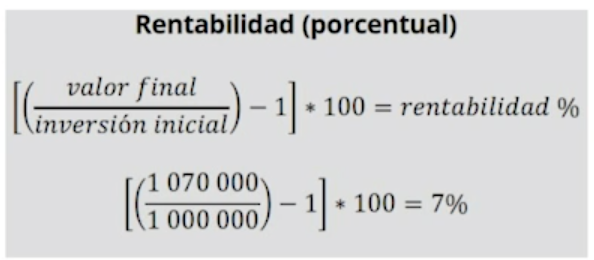 Rentabilidad (porcentual)
[(valor final / inversión inicial) − 1] * 100 = rentabilidad %
[(1 070 000 / 1 000 000) − 1] * 100 = 7%